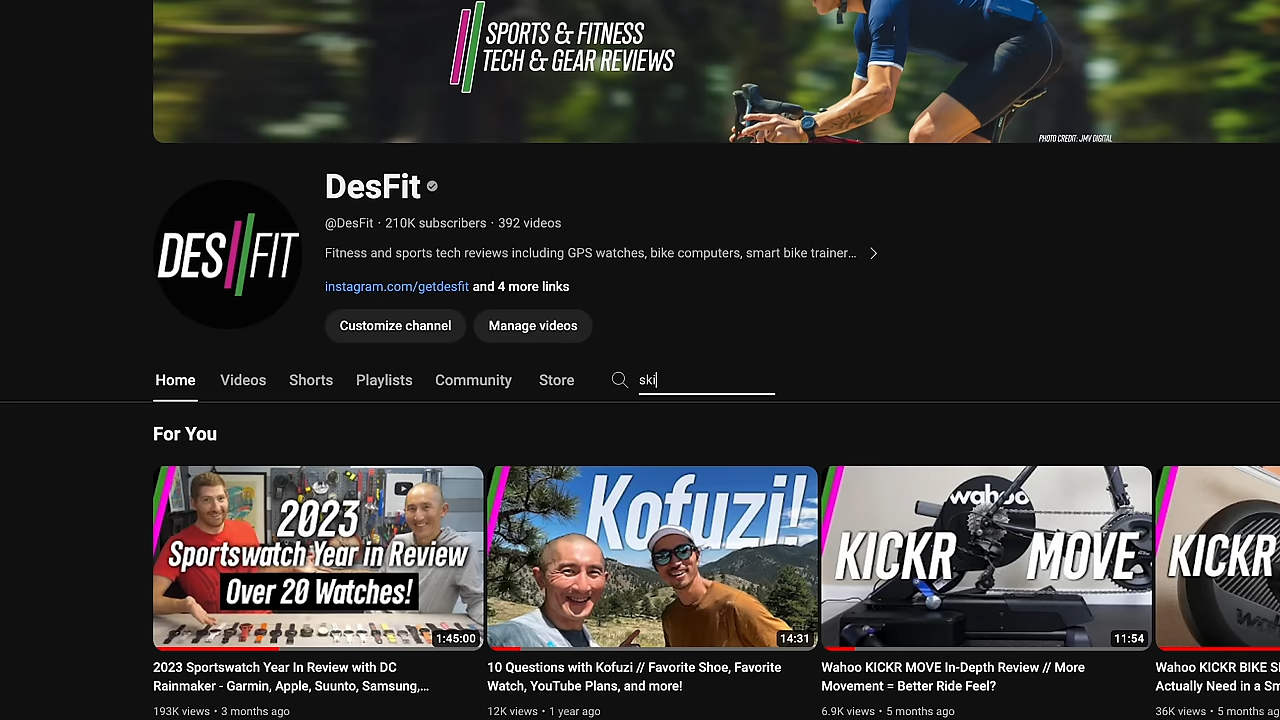 SPORTS & FITNESS
TECH & GEAR REVIEWS
PHOTO CREDIT: JMV DIGITAL
DES FIT
DesFit
@DesFit · 210K subscribers · 392 videos
Fitness and sports tech reviews including GPS watches, bike computers, smart bike trainer...
instagram.com/getdesfit and 4 more links
Customize channel Manage videos
Home Videos Shorts Playlists Community Store ski
For You
2023
Sportswatch Year in Review
Over 20 Watches!
1:45:00
Kofuzi!
14:31
wahoo
KICKR MOVE
11:54
KICKR
2023 Sportswatch Year In Review with DC
Rainmaker - Garmin, Apple, Suunto, Samsung,...
193K views · 3 months ago
10 Questions with Kofuzi // Favorite Shoe, Favorite
Watch, YouTube Plans, and more!
12K views · 1 year ago
Wahoo KICKR MOVE In-Depth Review // More
Movement = Better Ride Feel?
6.9K views · 5 months ago
Wahoo KICKR BIKE S
Actually Need in a Sm
36K views · 5 months ag